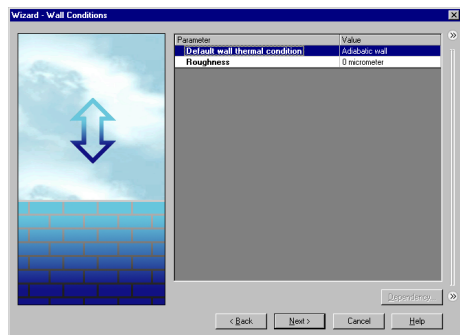 Wizard - Wall Conditions
Parameter Value
Default wall thermal condition Adiabatic wall
Roughness 0 micrometer
Dependency...
< Back Next > Cancel Help